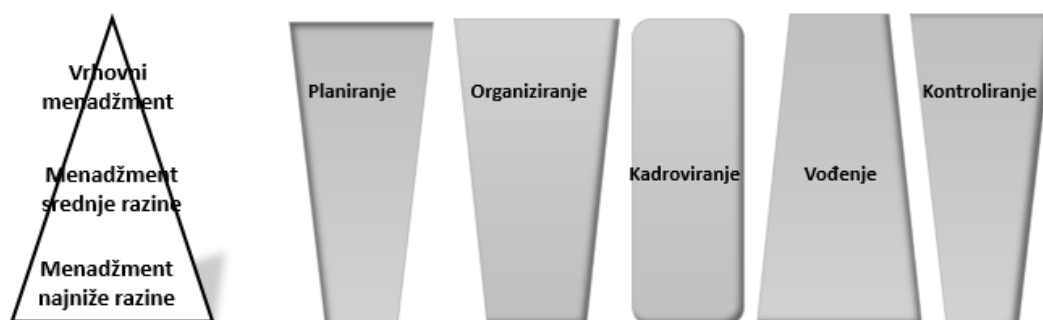 Vrhovni
menadžment
Menadžment
srednje razine
Menadžment
najniže razine
Planiranje
Organiziranje
Kadroviranje
Vođenje
Kontroliranje